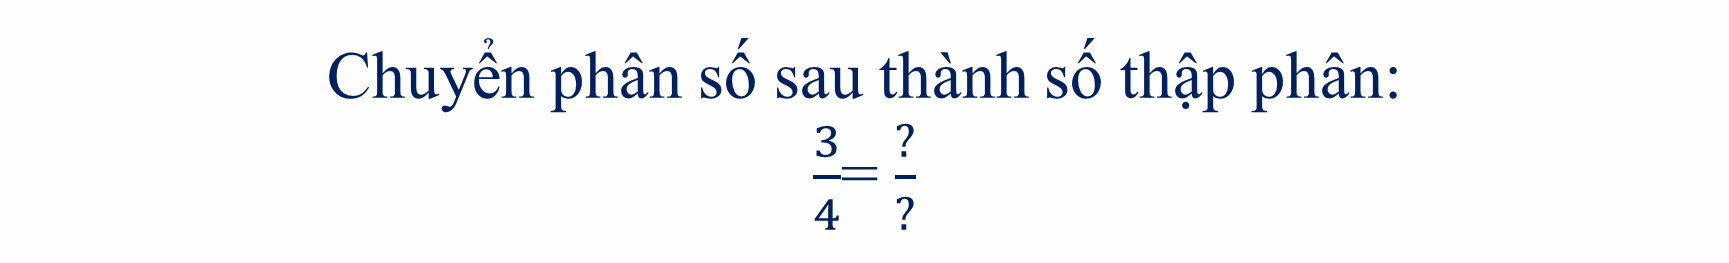 Chuyển phân số sau thành số thập phân:
3/4 = ?/?